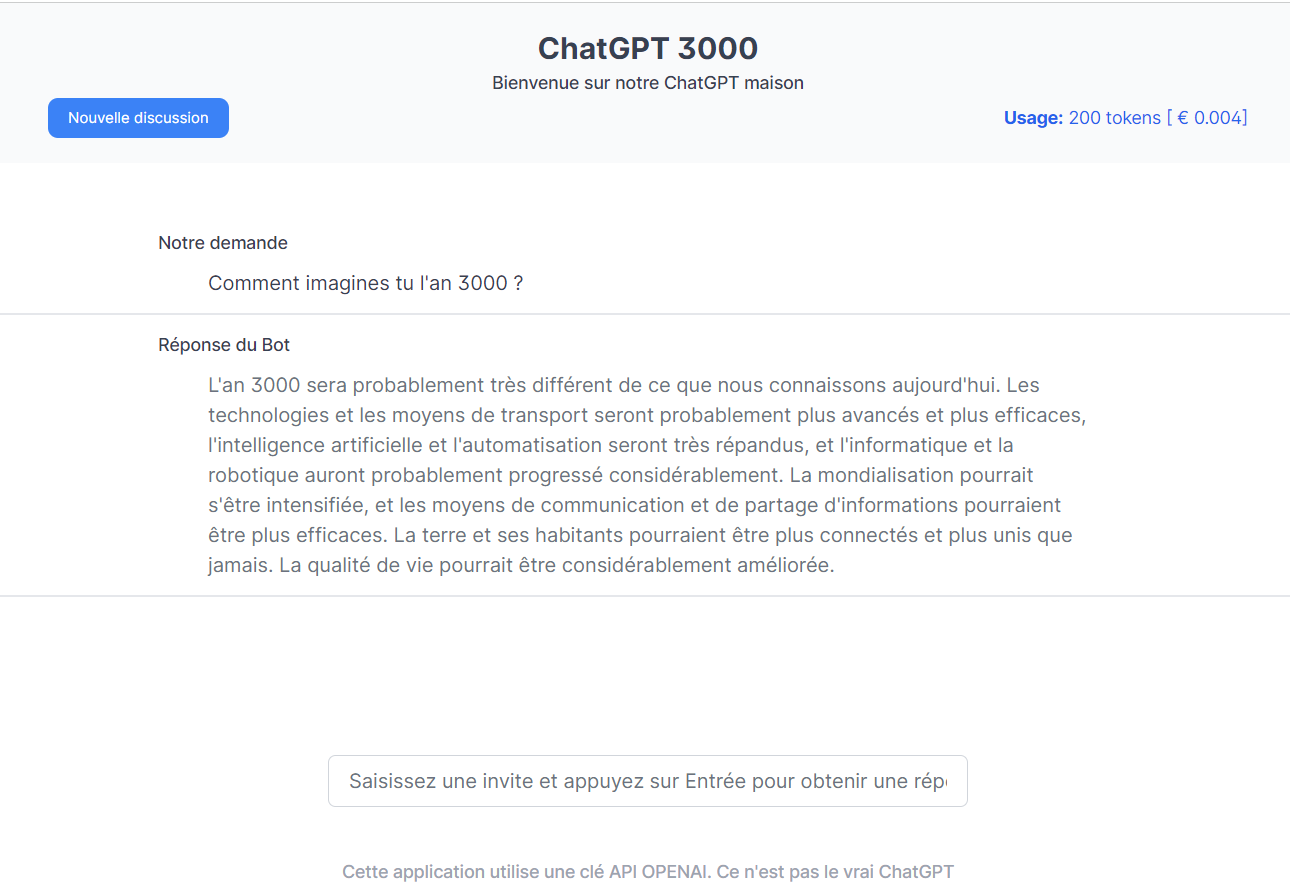 ChatGPT 3000
Bienvenue sur notre ChatGPT maison
Nouvelle discussion
Usage: 200 tokens [ € 0.004]
Notre demande
Comment imagines tu l'an 3000 ?
Réponse du Bot
L'an 3000 sera probablement très différent de ce que nous connaissons aujourd'hui. Les
technologies et les moyens de transport seront probablement plus avancés et plus efficaces,
l'intelligence artificielle et l'automatisation seront très répandus, et l'informatique et la
robotique auront probablement progressé considérablement. La mondialisation pourrait
s'être intensifiée, et les moyens de communication et de partage d'informations pourraient
être plus efficaces. La terre et ses habitants pourraient être plus connectés et plus unis que
jamais. La qualité de vie pourrait être considérablement améliorée.
Saisissez une invite et appuyez sur Entrée pour obtenir une rép
Cette application utilise une clé API OPENAI. Ce n'est pas le vrai ChatGPT